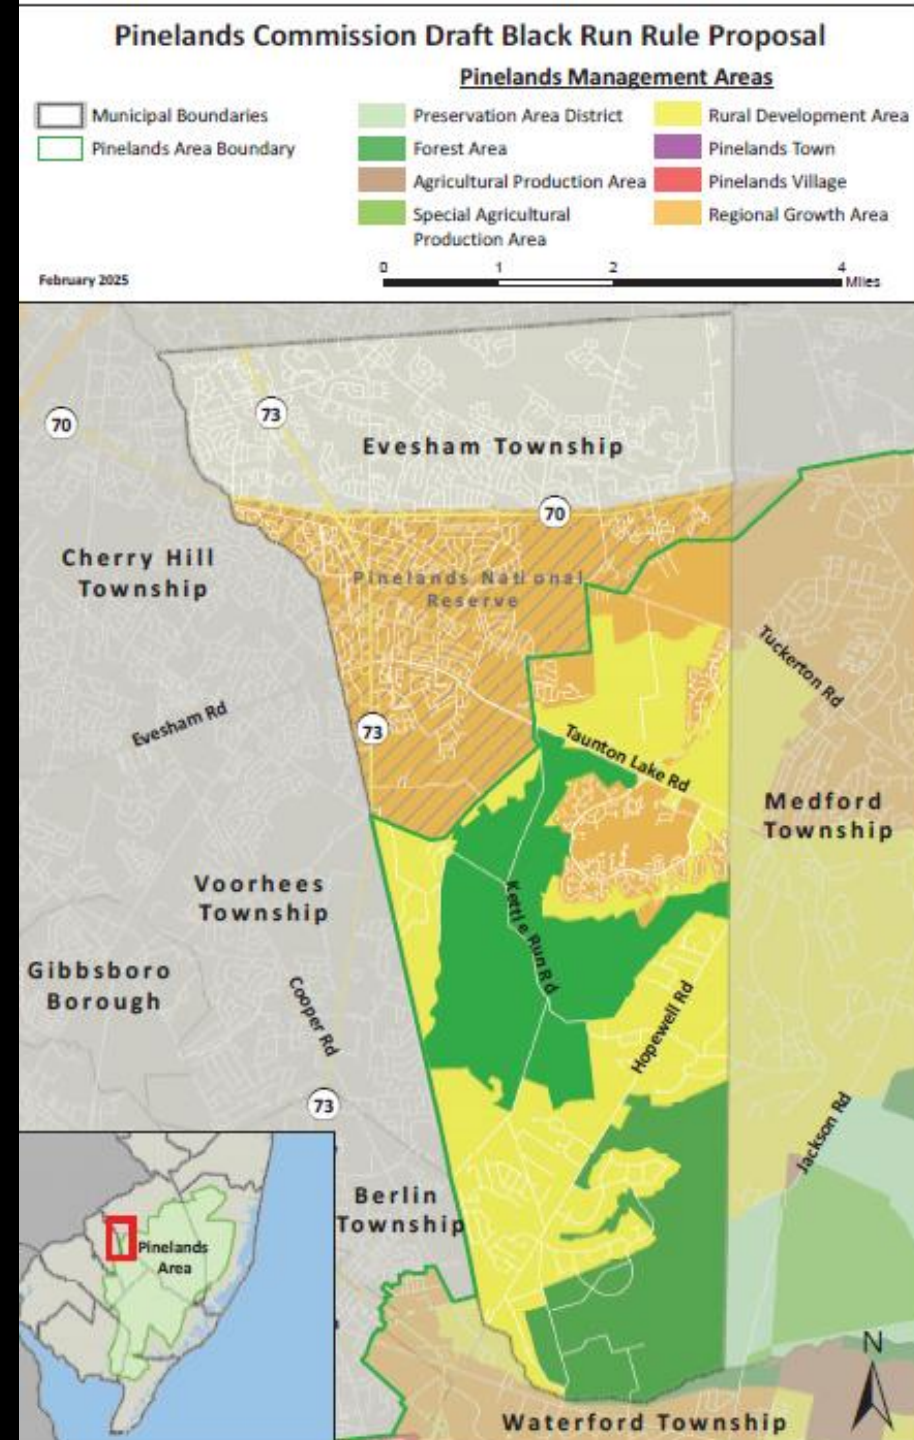 Pinelands Commission Draft Black Run Rule Proposal
Pinelands Management Areas
Municipal Boundaries
Pinelands Area Boundary
Preservation Area District
Forest Area
Agricultural Production Area
Special Agricultural
Production Area
Rural Development Area
Pinelands Town
Pinelands Village
Regional Growth Area
February 2025
0 1 2 4
Miles
73
70
Evesham Township
70
Cherry Hill
Township
Pinelands National
Reserve
Tuckerton Rd
Evesham Rd
73
Taunton Lake Rd
Medford
Township
Voorhees
Township
Kettle Run Rd
Gibbsboro
Borough
Cooper Rd
Hopewell Rd
73
Jackson Rd
Berlin
Township
Pinelands
Area
N
Waterford Township